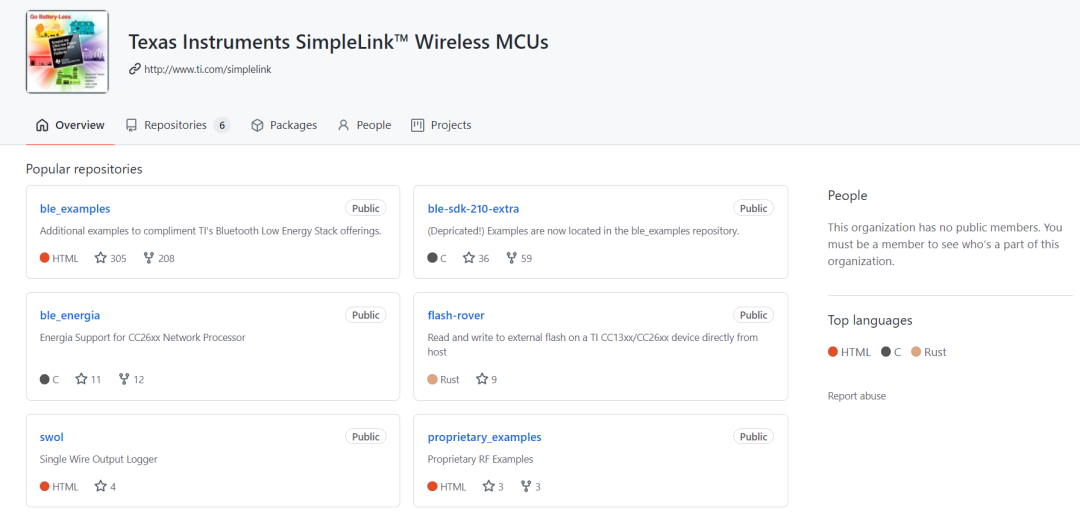 Go Battery-Less
Texas Instruments SimpleLink™ Wireless MCUs
http://www.ti.com/simplelink
Overview
Repositories 6
Packages
People
Projects
Popular repositories
ble_examples Public
Additional examples to compliment TI's Bluetooth Low Energy Stack offerings.
HTML 305 208
ble-sdk-210-extra Public
(Depricated!) Examples are now located in the ble_examples repository.
C 36 59
ble_energia Public
Energia Support for CC26xx Network Processor
C 11 12
flash-rover Public
Read and write to external flash on a TI CC13xx/CC26xx device directly from
host
Rust 9
swol Public
Single Wire Output Logger
HTML 4
proprietary_examples Public
Proprietary RF Examples
HTML 3 3
People
This organization has no public members. You
must be a member to see who's a part of this
organization.
Top languages
HTML C Rust
Report abuse